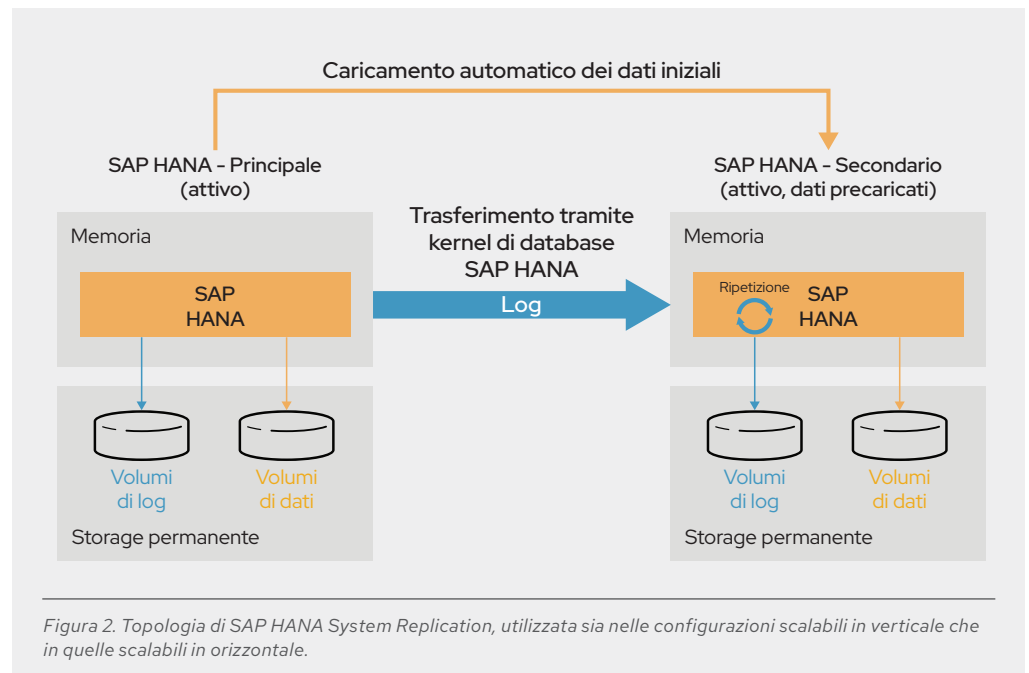 Caricamento automatico dei dati iniziali
SAP HANA - Principale
(attivo)
SAP HANA - Secondario
(attivo, dati precaricati)
Trasferimento tramite
kernel di database
SAP HANA
Log
Memoria
SAP
HANA
Volumi
di log
Volumi
di dati
Storage permanente
Memoria
Ripetizione
SAP
HANA
Volumi
di log
Volumi
di dati
Storage permanente
Figura 2. Topologia di SAP HANA System Replication, utilizzata sia nelle configurazioni scalabili in verticale che
in quelle scalabili in orizzontale.